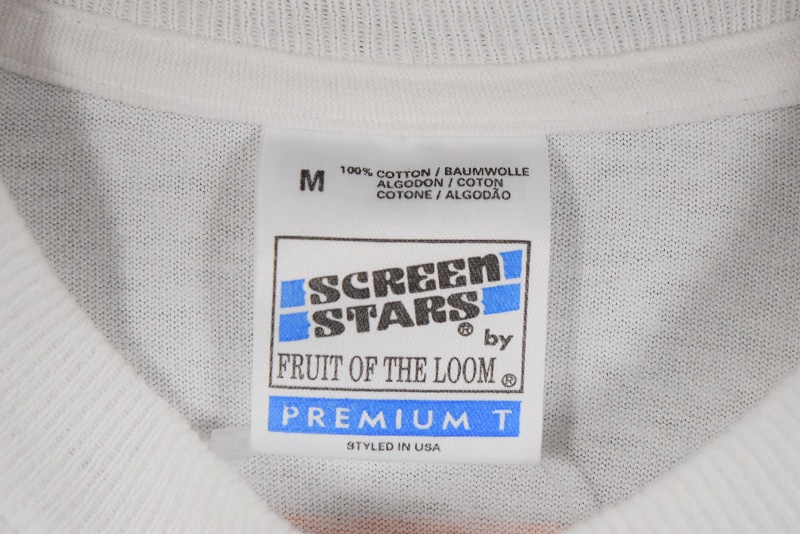 M 100% COTTON / BAUMWOLLE
ALGODON / COTON
COTONE / ALGODÃO
SCREEN
STARS®
by
FRUIT OF THE LOOM®
PREMIUM T
STYLED IN USA